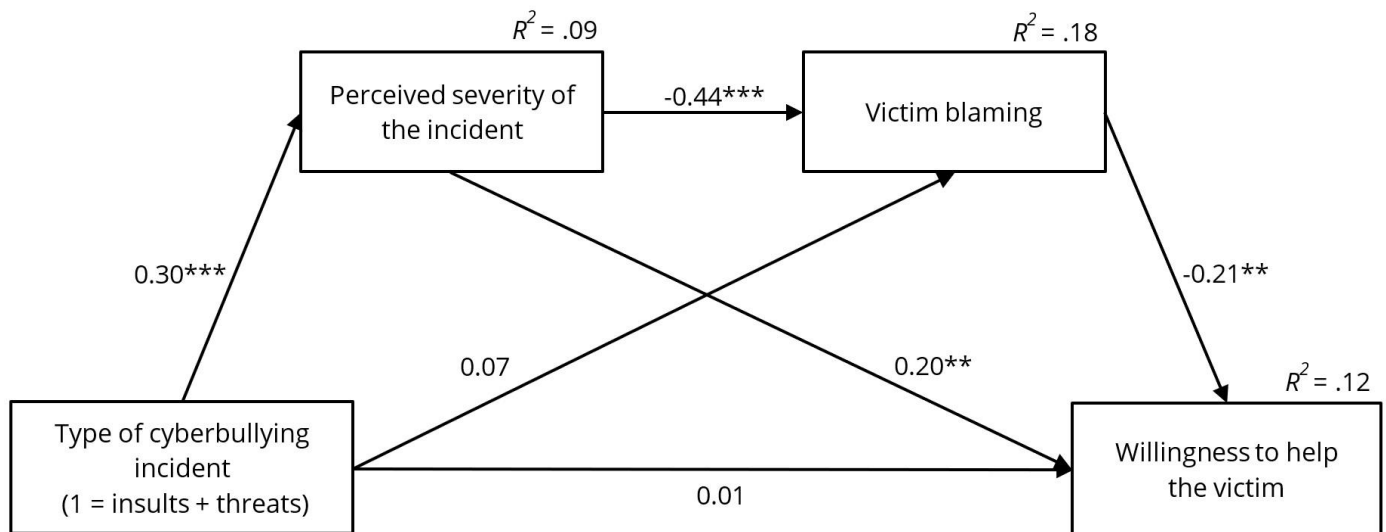 R² = .09
R² = .18
Perceived severity of
the incident
-0.44***
Victim blaming
0.30***
-0.21**
0.07
0.20**
R² = .12
Type of cyberbullying
incident
(1 = insults + threats)
Willingness to help
the victim
0.01